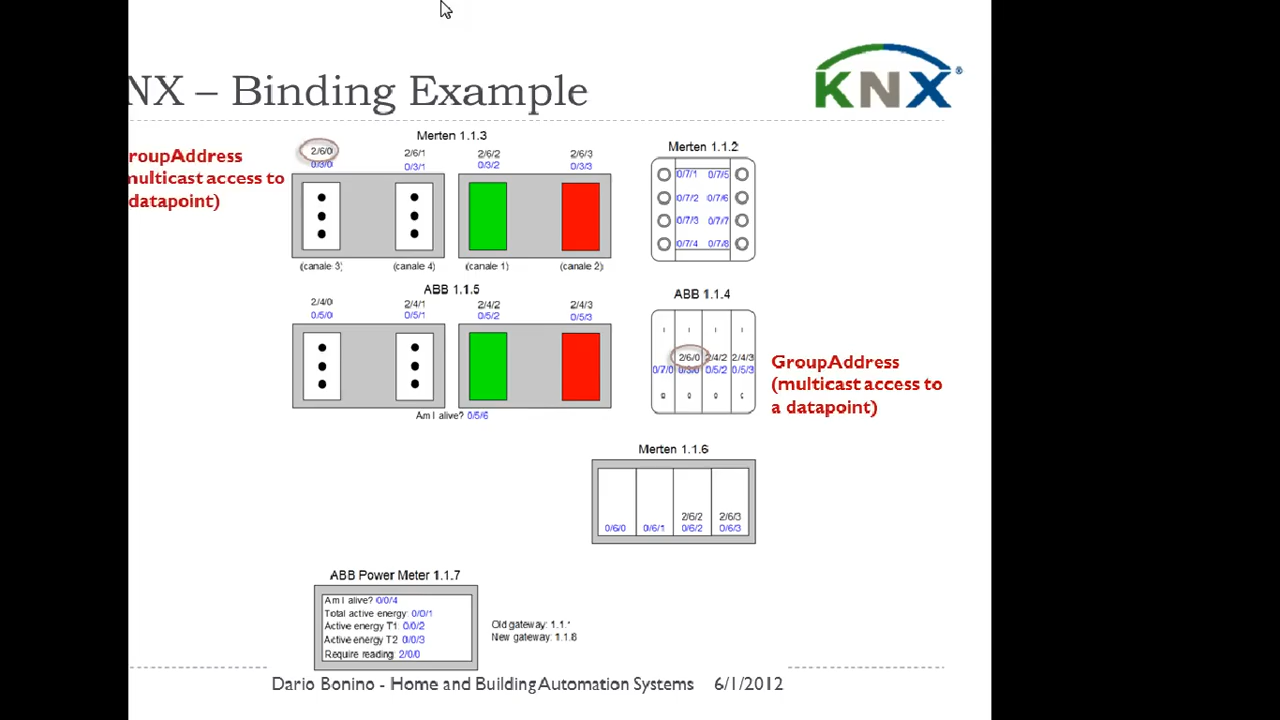 NX – Binding Example
KNX®
Merten 1.1.3
Merten 1.1.2
roupAddress
multicast access to
datapoint)
2/6/0 2/6/1 2/6/2 2/6/3
0/3/0 0/3/1 0/3/2 0/3/3
0/7/1 0/7/5
0/7/2 0/7/6
0/7/3 0/7/7
0/7/4 0/7/8
(canale 3) (canale 4) (canale 1) (canale 2)
ABB 1.1.5
ABB 1.1.4
2/4/0 2/4/1 2/4/2 2/4/3
0/5/0 0/5/1 0/5/2 0/5/3
2/6/0 2/4/2 2/4/3
0/7/0 0/3/0 0/5/2 0/5/3
GroupAddress
(multicast access to
a datapoint)
Am I alive? 0/5/6
Merten 1.1.6
2/6/2 2/6/3
0/6/0 0/6/1 0/6/2 0/6/3
ABB Power Meter 1.1.7
Am I alive? 0/0/4
Total active energy: 0/0/1
Active energy T1: 0/0/2
Active energy T2: 0/0/3
Require reading: 2/0/0
Old gateway: 1.1.1
New gateway: 1.1.8
Dario Bonino - Home and Building Automation Systems 6/1/2012